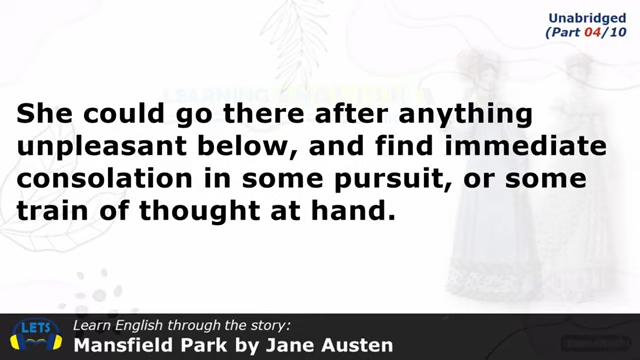 Unabridged
(Part 04/10
She could go there after anything
unpleasant below, and find immediate
consolation in some pursuit, or some
train of thought at hand.
LETS
Learn English through the story:
Mansfield Park by Jane Austen